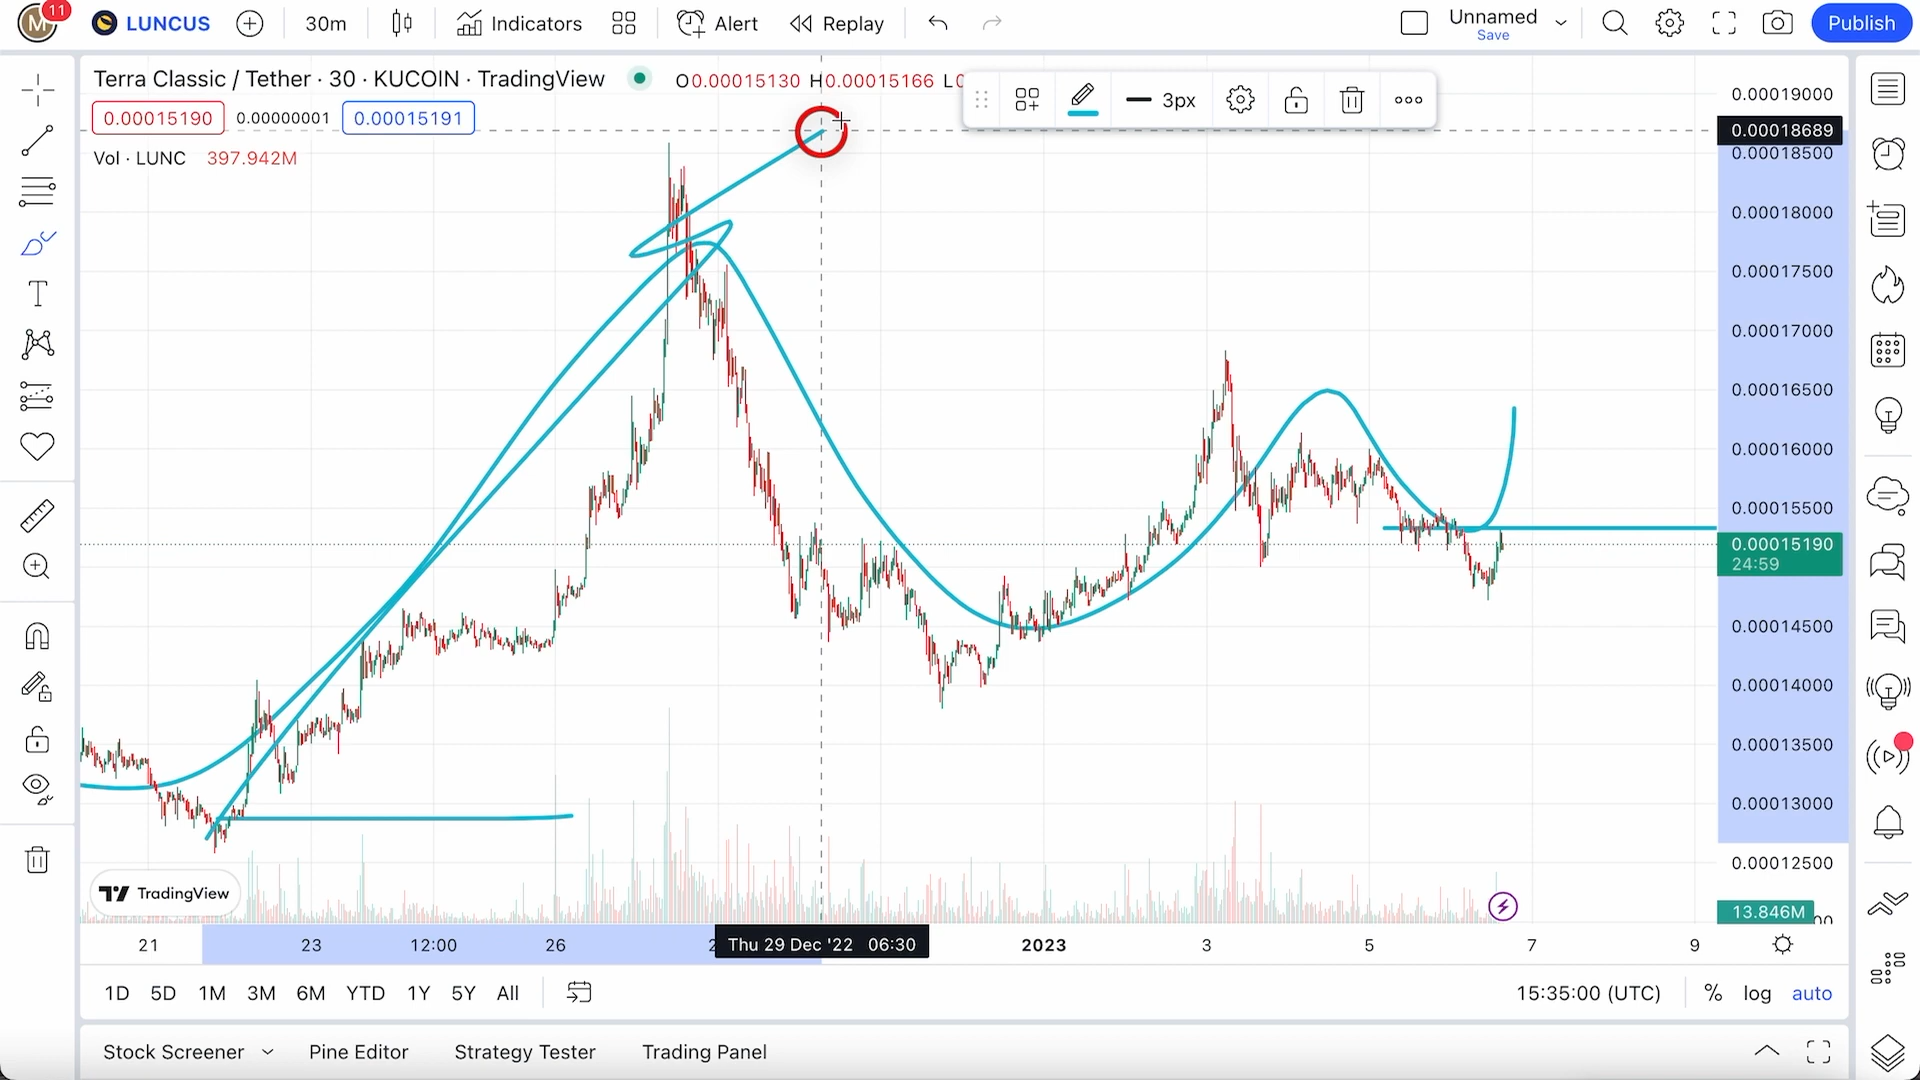 M 11 LUNCUS 30m Indicators Alert Replay Unnamed Save Publish
Terra Classic / Tether · 30 · KUCOIN · TradingView O0.00015130 H0.00015166 L0
3px
0.00015190 0.00000001 0.00015191
Vol · LUNC 397.942M
0.00019000
0.00018689
0.00018500
0.00018000
0.00017500
0.00017000
0.00016500
0.00016000
0.00015500
0.00015190
24:59
0.00014500
0.00014000
0.00013500
0.00013000
0.00012500
13.846M
TradingView
21 23 12:00 26 Thu 29 Dec '22 06:30 2023 3 5 7 9
1D 5D 1M 3M 6M YTD 1Y 5Y All 15:35:00 (UTC) % log auto
Stock Screener Pine Editor Strategy Tester Trading Panel